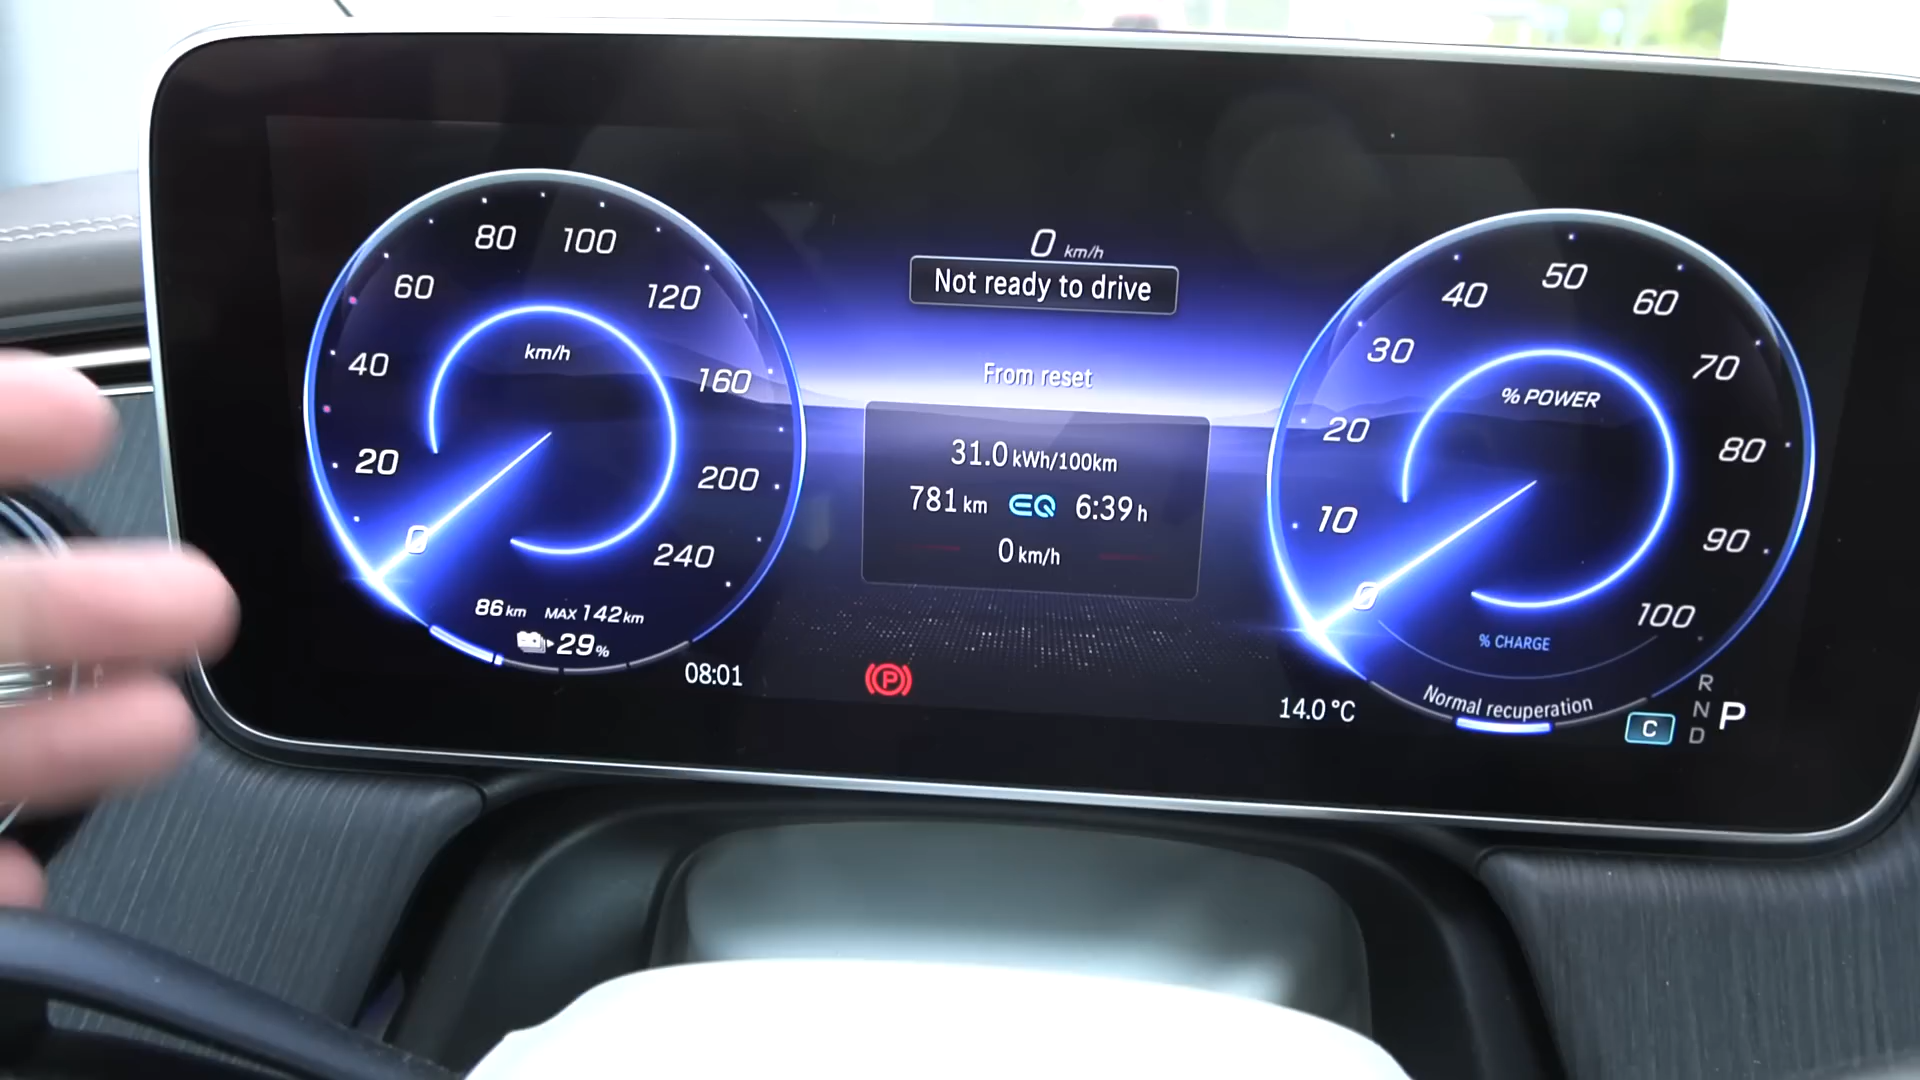 0 km/h
Not ready to drive
From reset
31.0 kWh/100km
781 km EQ 6:39 h
0 km/h
km/h
0
20
40
60
80
100
120
160
200
240
86 km MAX 142 km
29%
08:01
P
% POWER
0
10
20
30
40
50
60
70
80
90
100
% CHARGE
Normal recuperation
14.0 °C
C
R
N
D
P